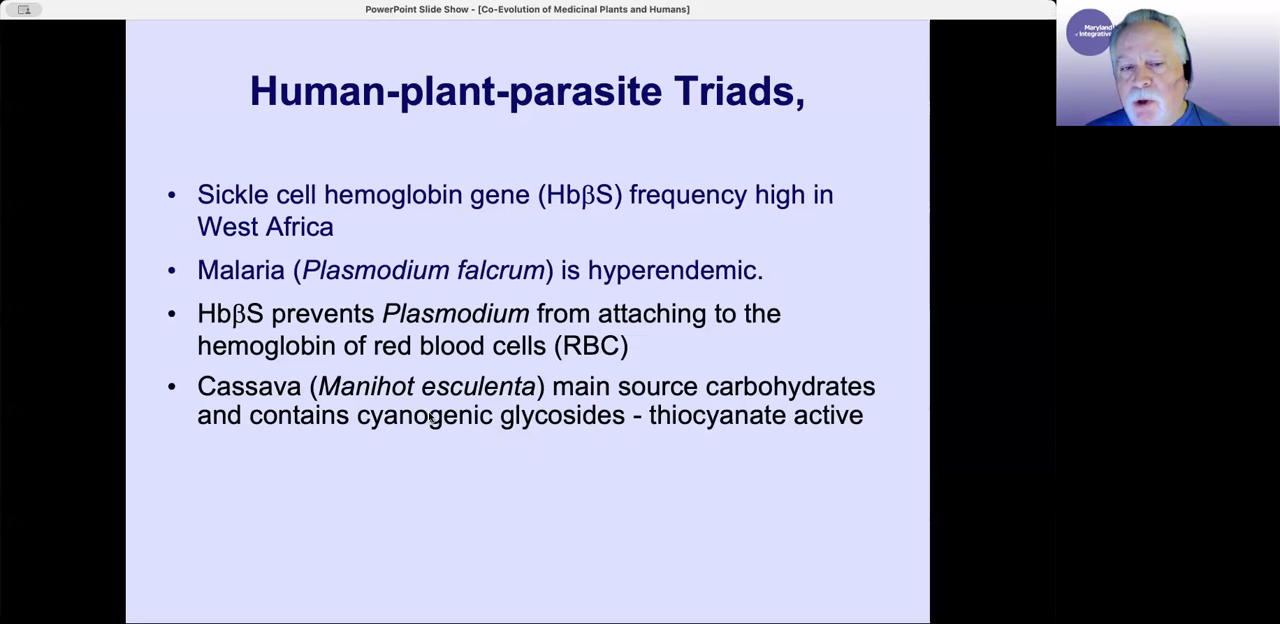 PowerPoint Slide Show - [Co-Evolution of Medicinal Plants and Humans]
Maryland
Integrative
Human-plant-parasite Triads,
• Sickle cell hemoglobin gene (HbβS) frequency high in
West Africa
• Malaria (Plasmodium falcrum) is hyperendemic.
• HbβS prevents Plasmodium from attaching to the
hemoglobin of red blood cells (RBC)
• Cassava (Manihot esculenta) main source carbohydrates
and contains cyanogenic glycosides - thiocyanate active